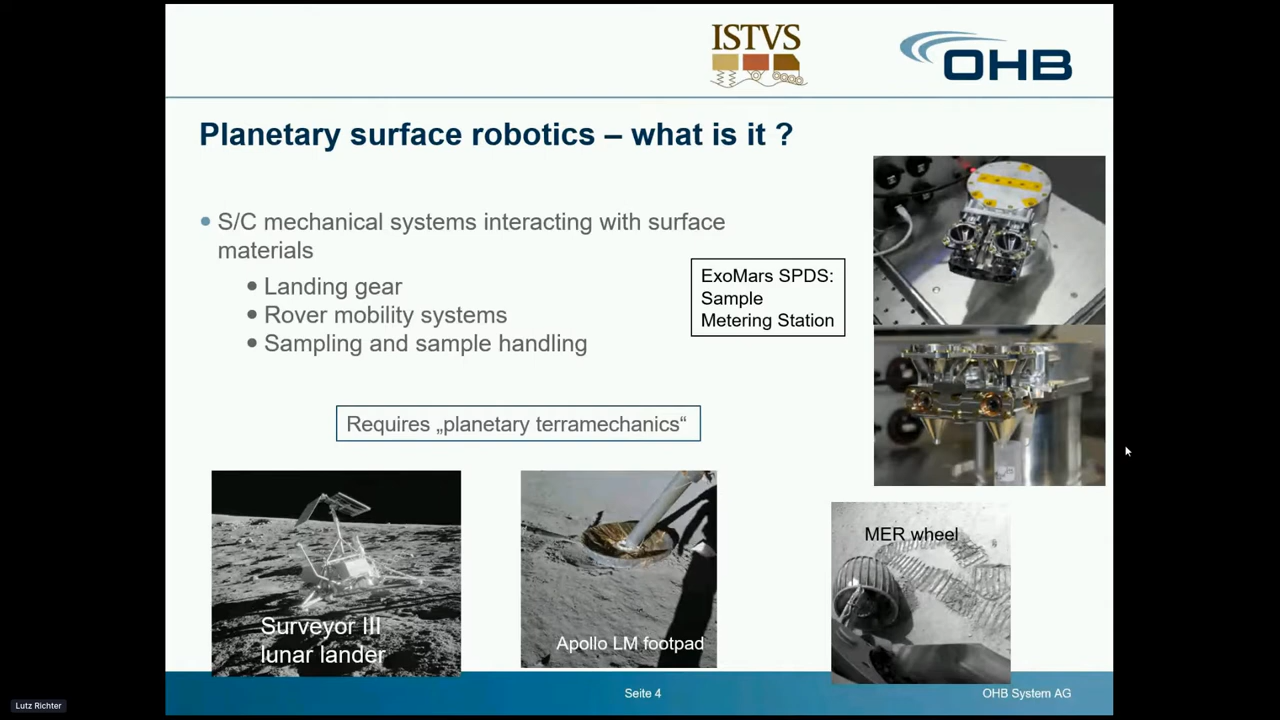 ISTVS
OHB
Planetary surface robotics – what is it ?
S/C mechanical systems interacting with surface
materials
Landing gear
Rover mobility systems
Sampling and sample handling
ExoMars SPDS:
Sample
Metering Station
Requires „planetary terramechanics“
Surveyor III
lunar lander
Apollo LM footpad
MER wheel
Seite 4
OHB System AG
Lutz Richter